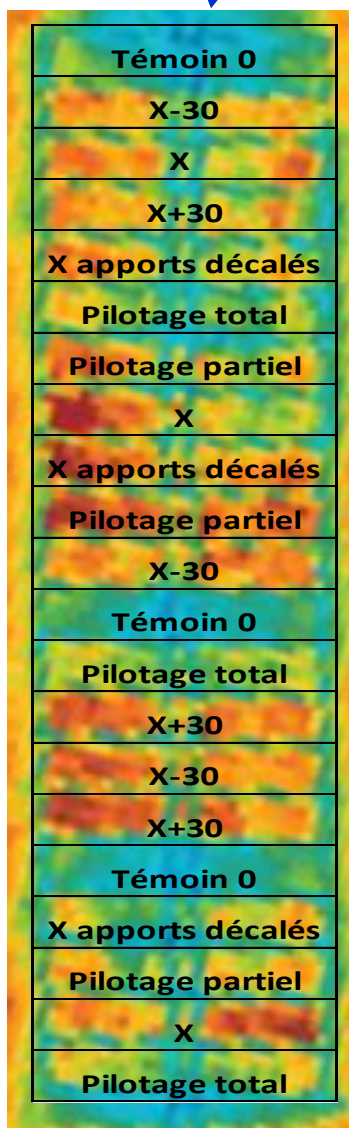 Témoin 0
X-30
X
X+30
X apports décalés
Pilotage total
Pilotage partiel
X
X apports décalés
Pilotage partiel
X-30
Témoin 0
Pilotage total
X+30
X-30
X+30
Témoin 0
X apports décalés
Pilotage partiel
X
Pilotage total